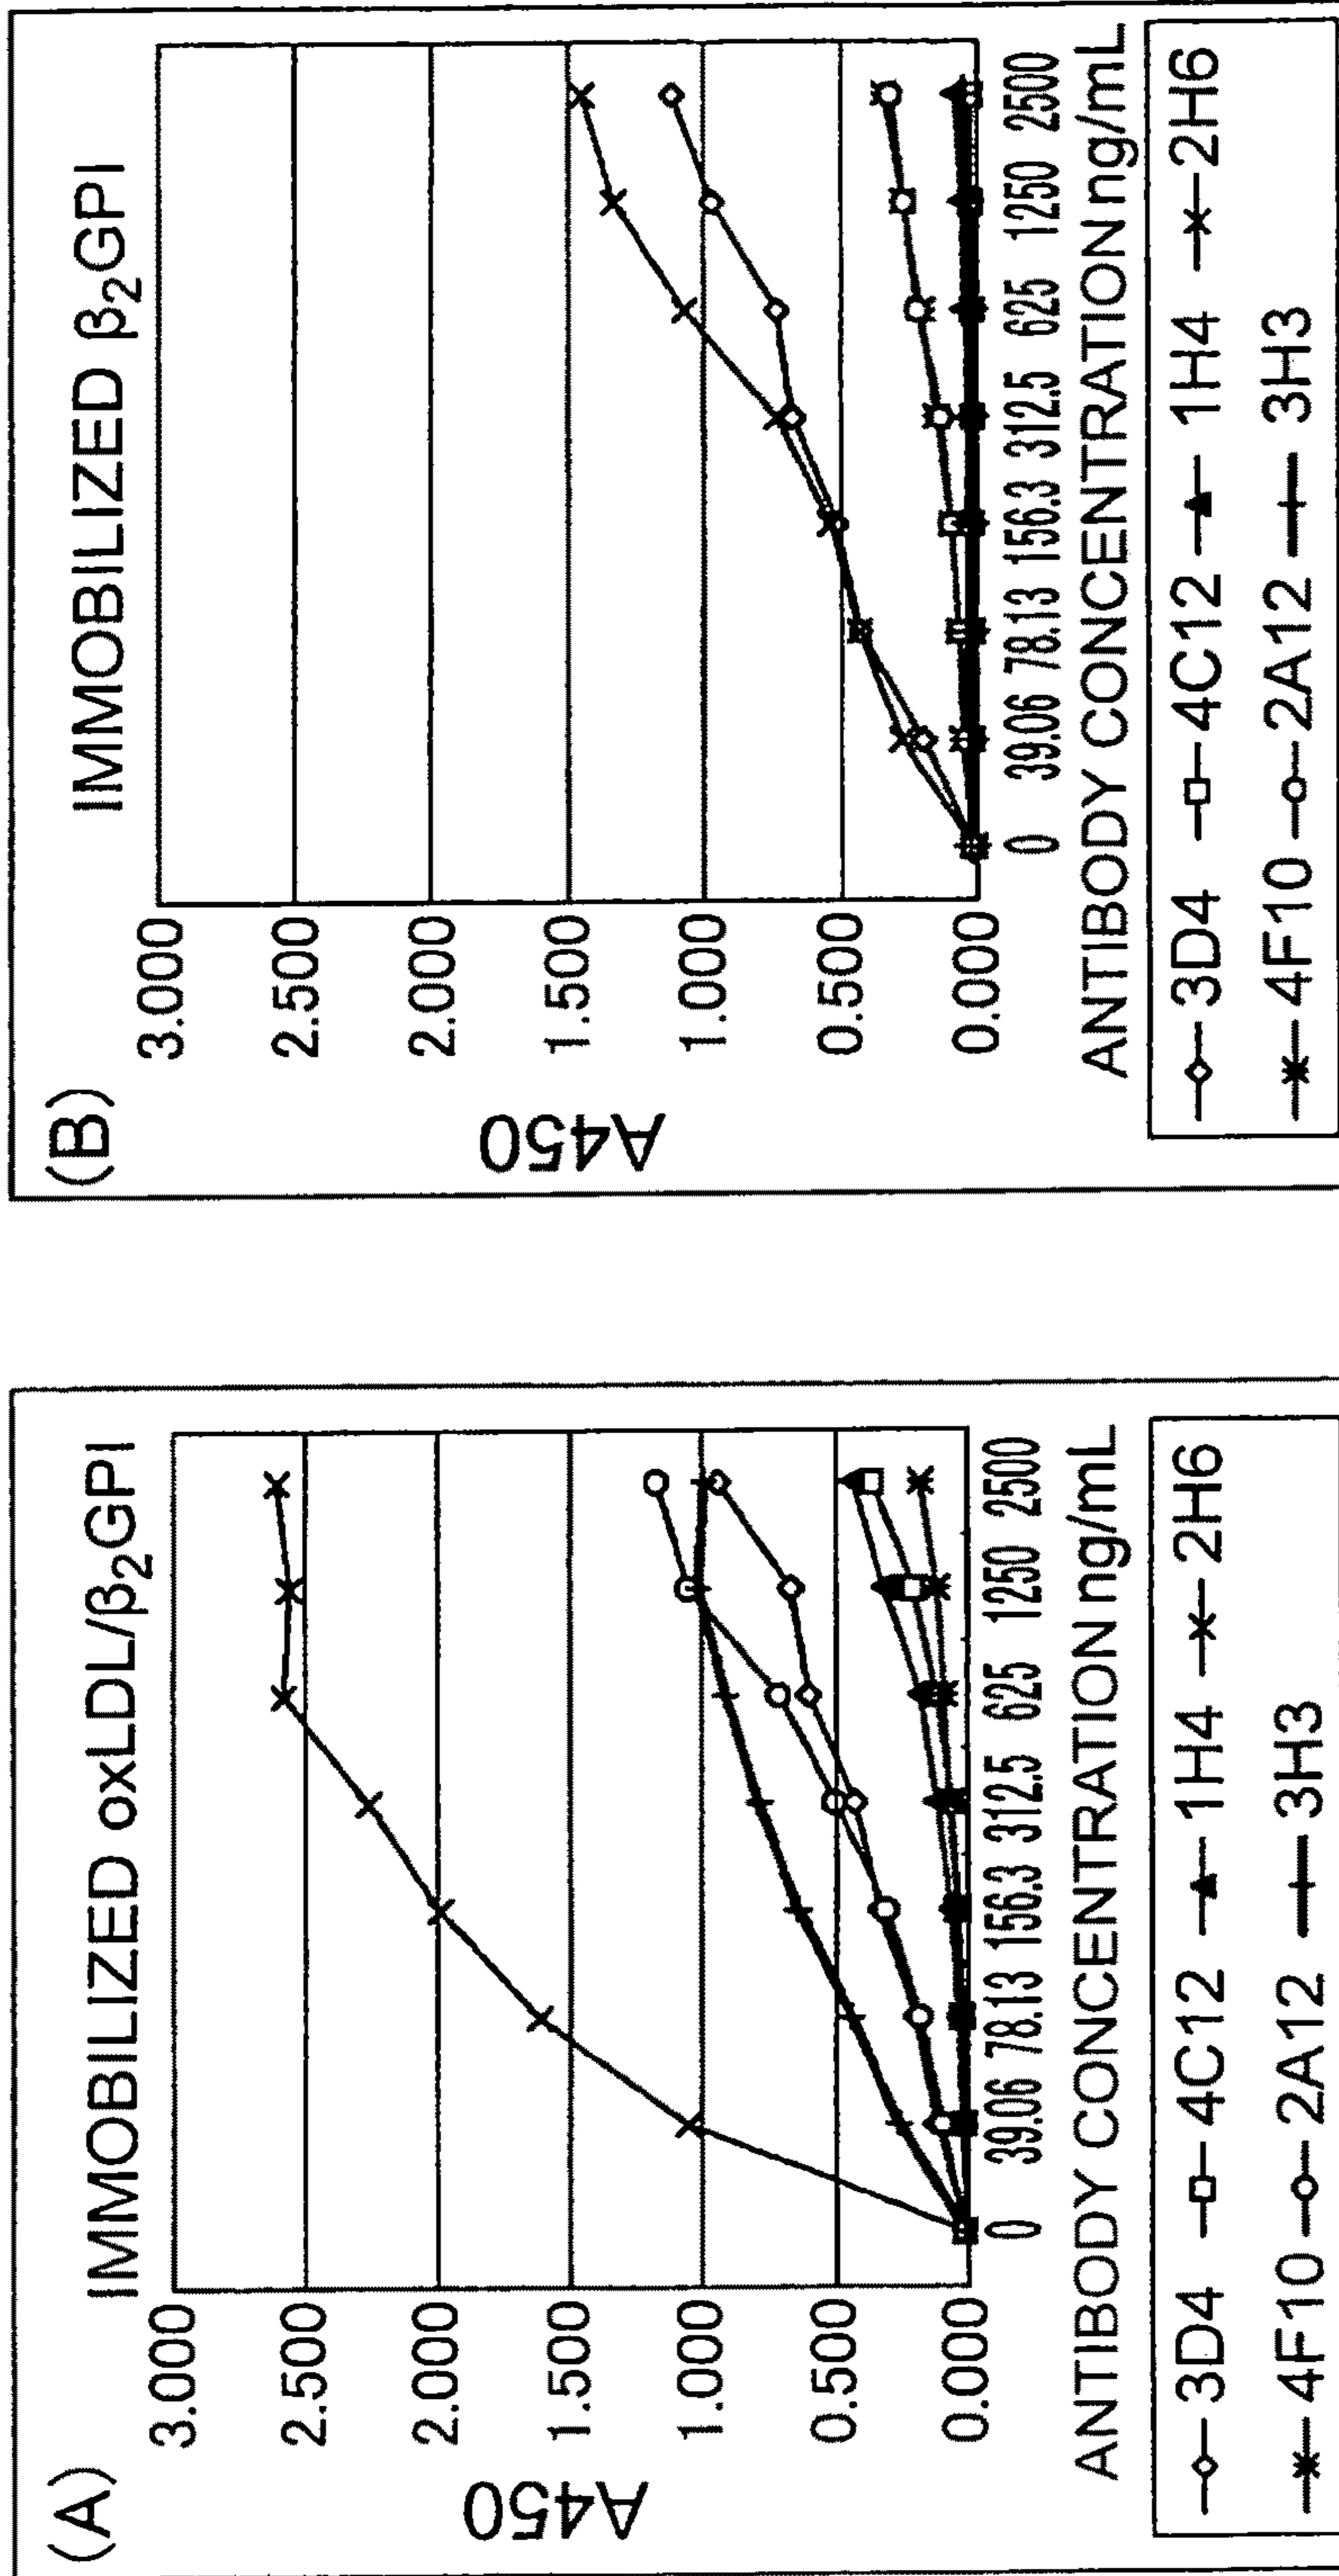 (A)
IMMOBILIZED oxLDL/β₂GPI
3.000
2.500
2.000
1.500
1.000
0.500
0.000
A450
0 39.06 78.13 156.3 312.5 625 1250 2500
ANTIBODY CONCENTRATION ng/mL
3D4 4C12 1H4 2H6
4F10 2A12 3H3
(B)
IMMOBILIZED β₂GPI
3.000
2.500
2.000
1.500
1.000
0.500
0.000
A450
0 39.06 78.13 156.3 312.5 625 1250 2500
ANTIBODY CONCENTRATION ng/mL
3D4 4C12 1H4 2H6
4F10 2A12 3H3